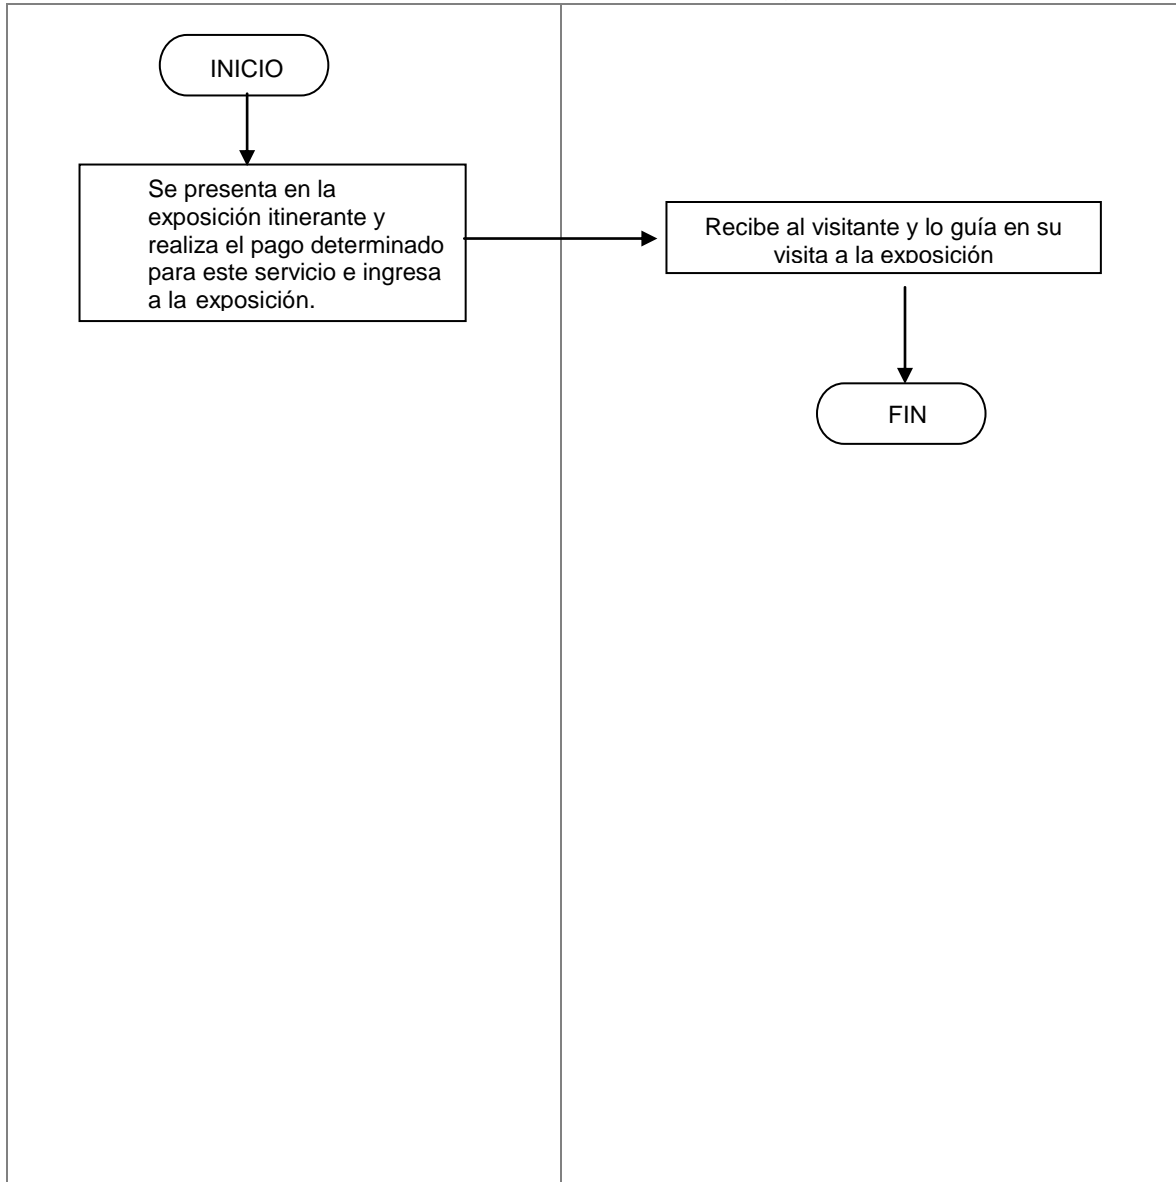 INICIO
Se presenta en la
exposición itinerante y
realiza el pago determinado
para este servicio e ingresa
a la exposición.
Recibe al visitante y lo guía en su
visita a la exposición
FIN